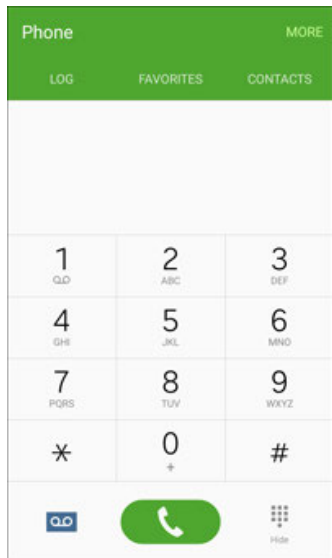 Phone MORE
LOG FAVORITES CONTACTS
1 2 3
ABC DEF
4 5 6
GHI JKL MNO
7 8 9
PQRS TUV WXYZ
* 0 #
+
Hide